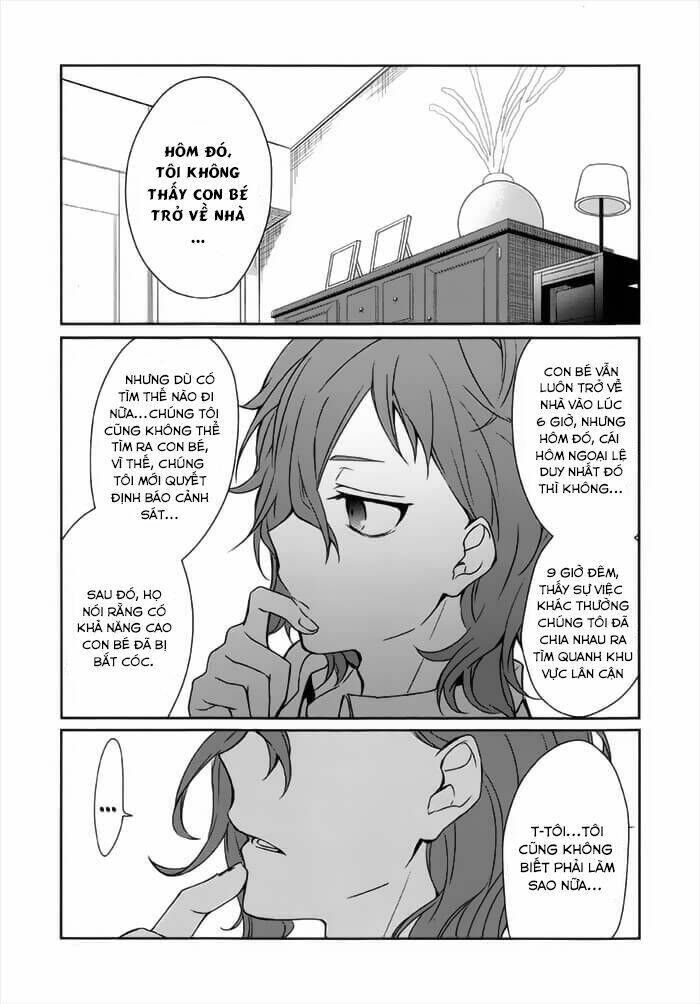 HÔM ĐÓ,
TÔI KHÔNG
THẤY CON BÉ
TRỞ VỀ NHÀ
...
CON BÉ VẪN
LUÔN TRỞ VỀ
NHÀ VÀO LÚC
6 GIỜ, NHƯNG
HÔM ĐÓ, CÁI
HÔM NGOẠI LỆ
DUY NHẤT ĐÓ
THÌ KHÔNG...
9 GIỜ ĐÊM,
THẤY SỰ VIỆC
KHÁC THƯỜNG
CHÚNG TÔI ĐÃ
CHIA NHAU RA
TÌM QUANH KHU
VỰC LÂN CẬN
NHƯNG DÙ CÓ
TÌM THẾ NÀO ĐI
NỮA...CHÚNG TÔI
CŨNG KHÔNG THỂ
TÌM RA CON BÉ,
VÌ THẾ, CHÚNG
TÔI MỚI QUYẾT
ĐỊNH BÁO CẢNH
SÁT...
SAU ĐÓ, HỌ
NÓI RẰNG CÓ
KHẢ NĂNG CAO
CON BÉ ĐÃ BỊ
BẮT CÓC.
T-TÔI...TÔI
CŨNG KHÔNG
BIẾT PHẢI LÀM
SAO NỮA...
...